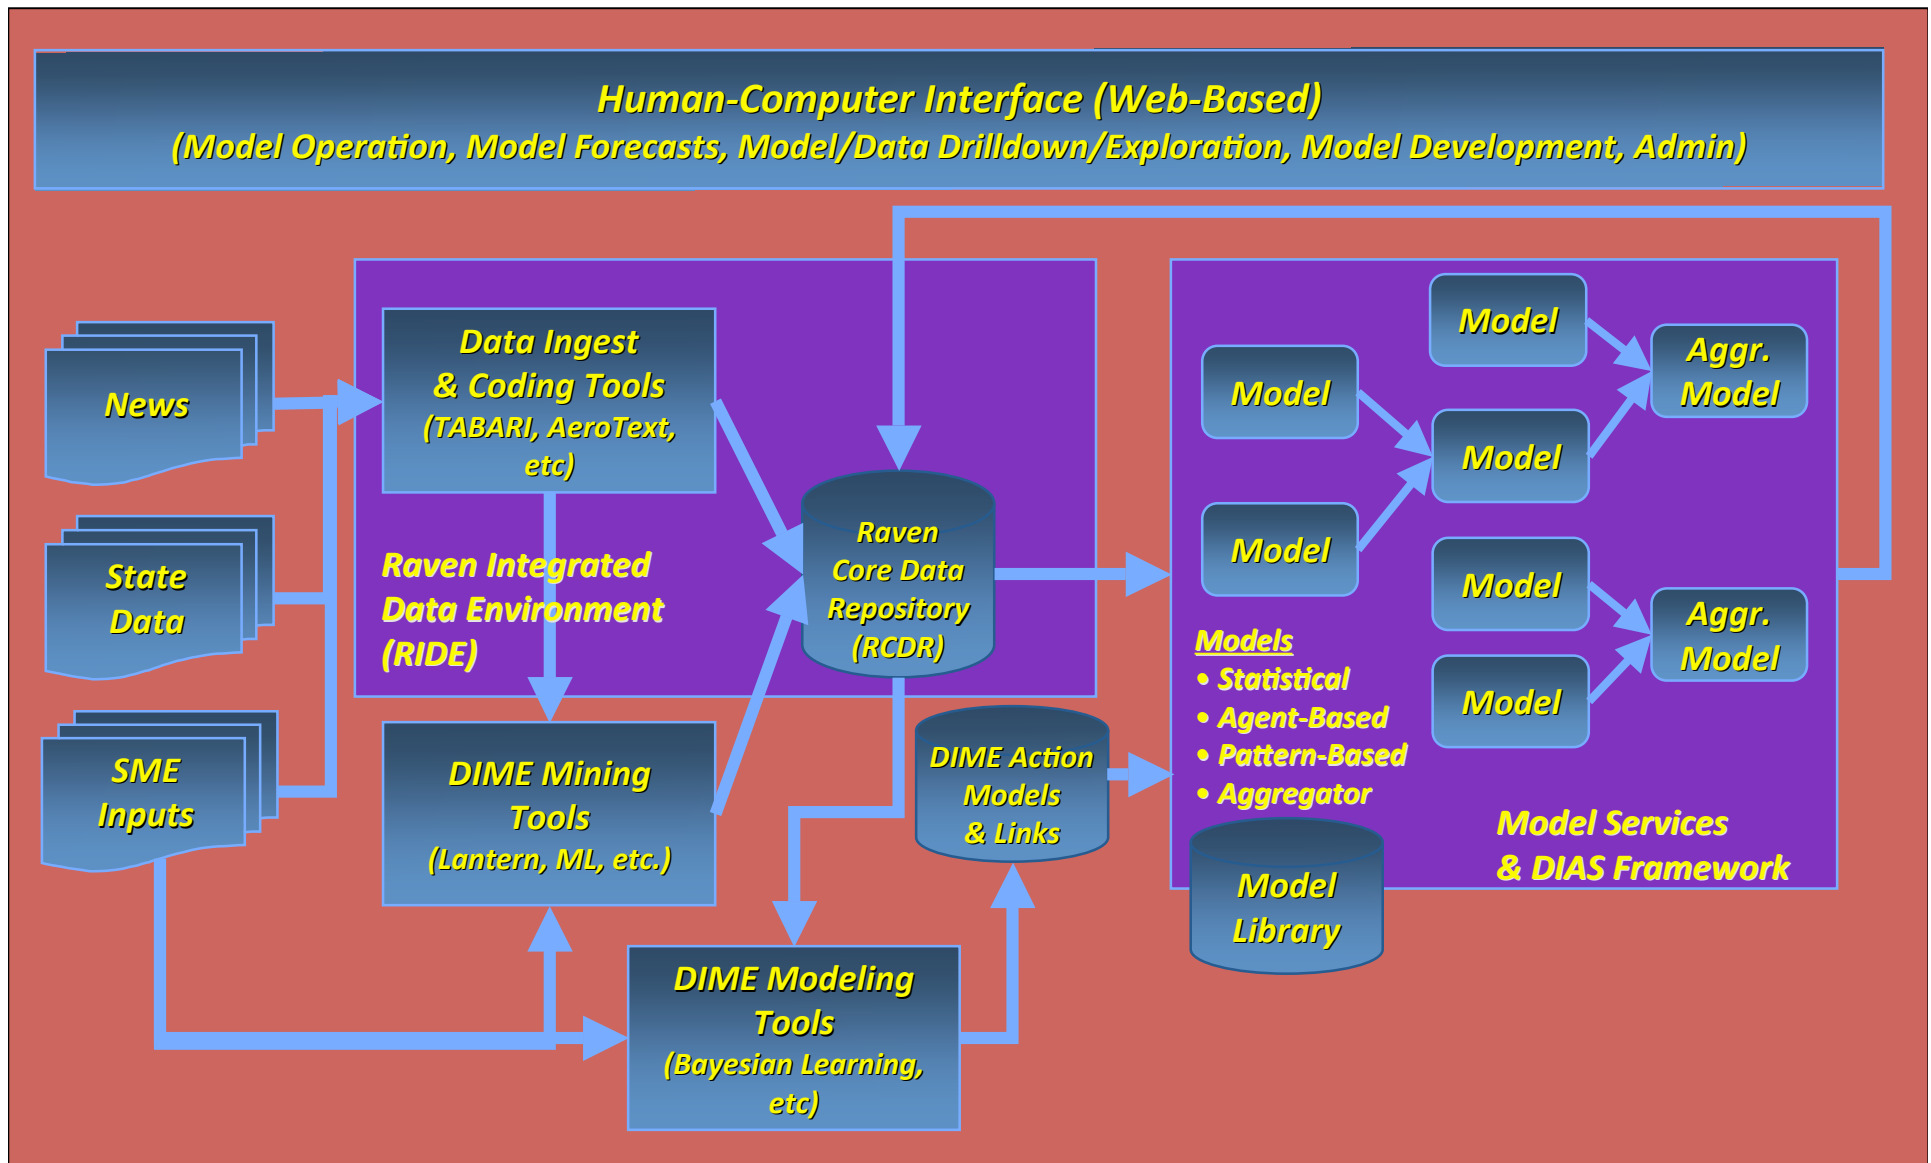 Human-Computer Interface (Web-Based)
(Model Operation, Model Forecasts, Model/Data Drilldown/Exploration, Model Development, Admin)
News
State
Data
SME
Inputs
Data Ingest
& Coding Tools
(TABARI, AeroText,
etc)
Raven Integrated
Data Environment
(RIDE)
Raven
Core Data
Repository
(RCDR)
DIME Mining
Tools
(Lantern, ML, etc.)
DIME Action
Models
& Links
DIME Modeling
Tools
(Bayesian Learning,
etc)
Model
Model
Model
Model
Aggr.
Model
Model
Model
Aggr.
Model
Models
• Statistical
• Agent-Based
• Pattern-Based
• Aggregator
Model Services
& DIAS Framework
Model
Library